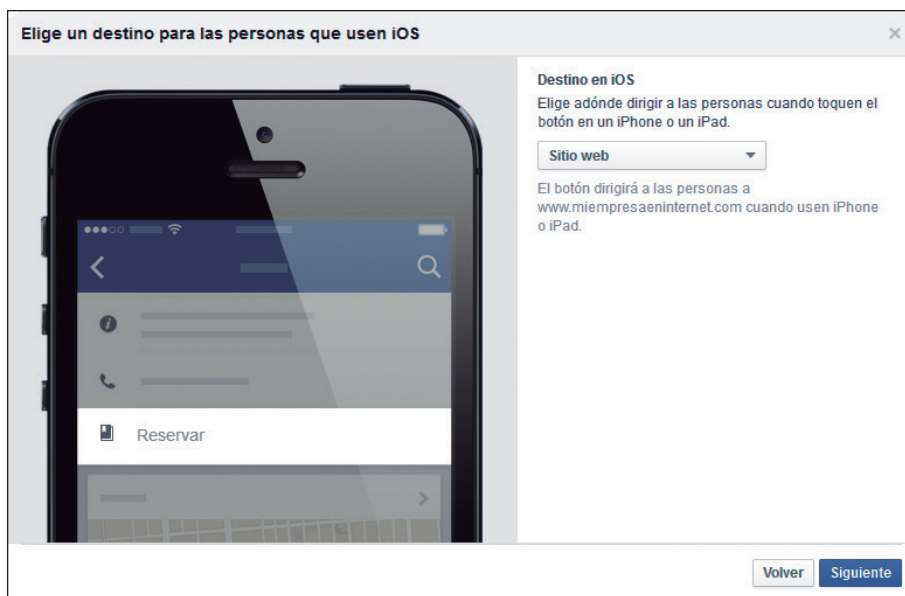 Elige un destino para las personas que usen iOS
Destino en iOS
Elige adónde dirigir a las personas cuando toquen el
botón en un iPhone o un iPad.
Sitio web
El botón dirigirá a las personas a
www.miempresaeninternet.com cuando usen iPhone
o iPad.
Reservar
Volver
Siguiente